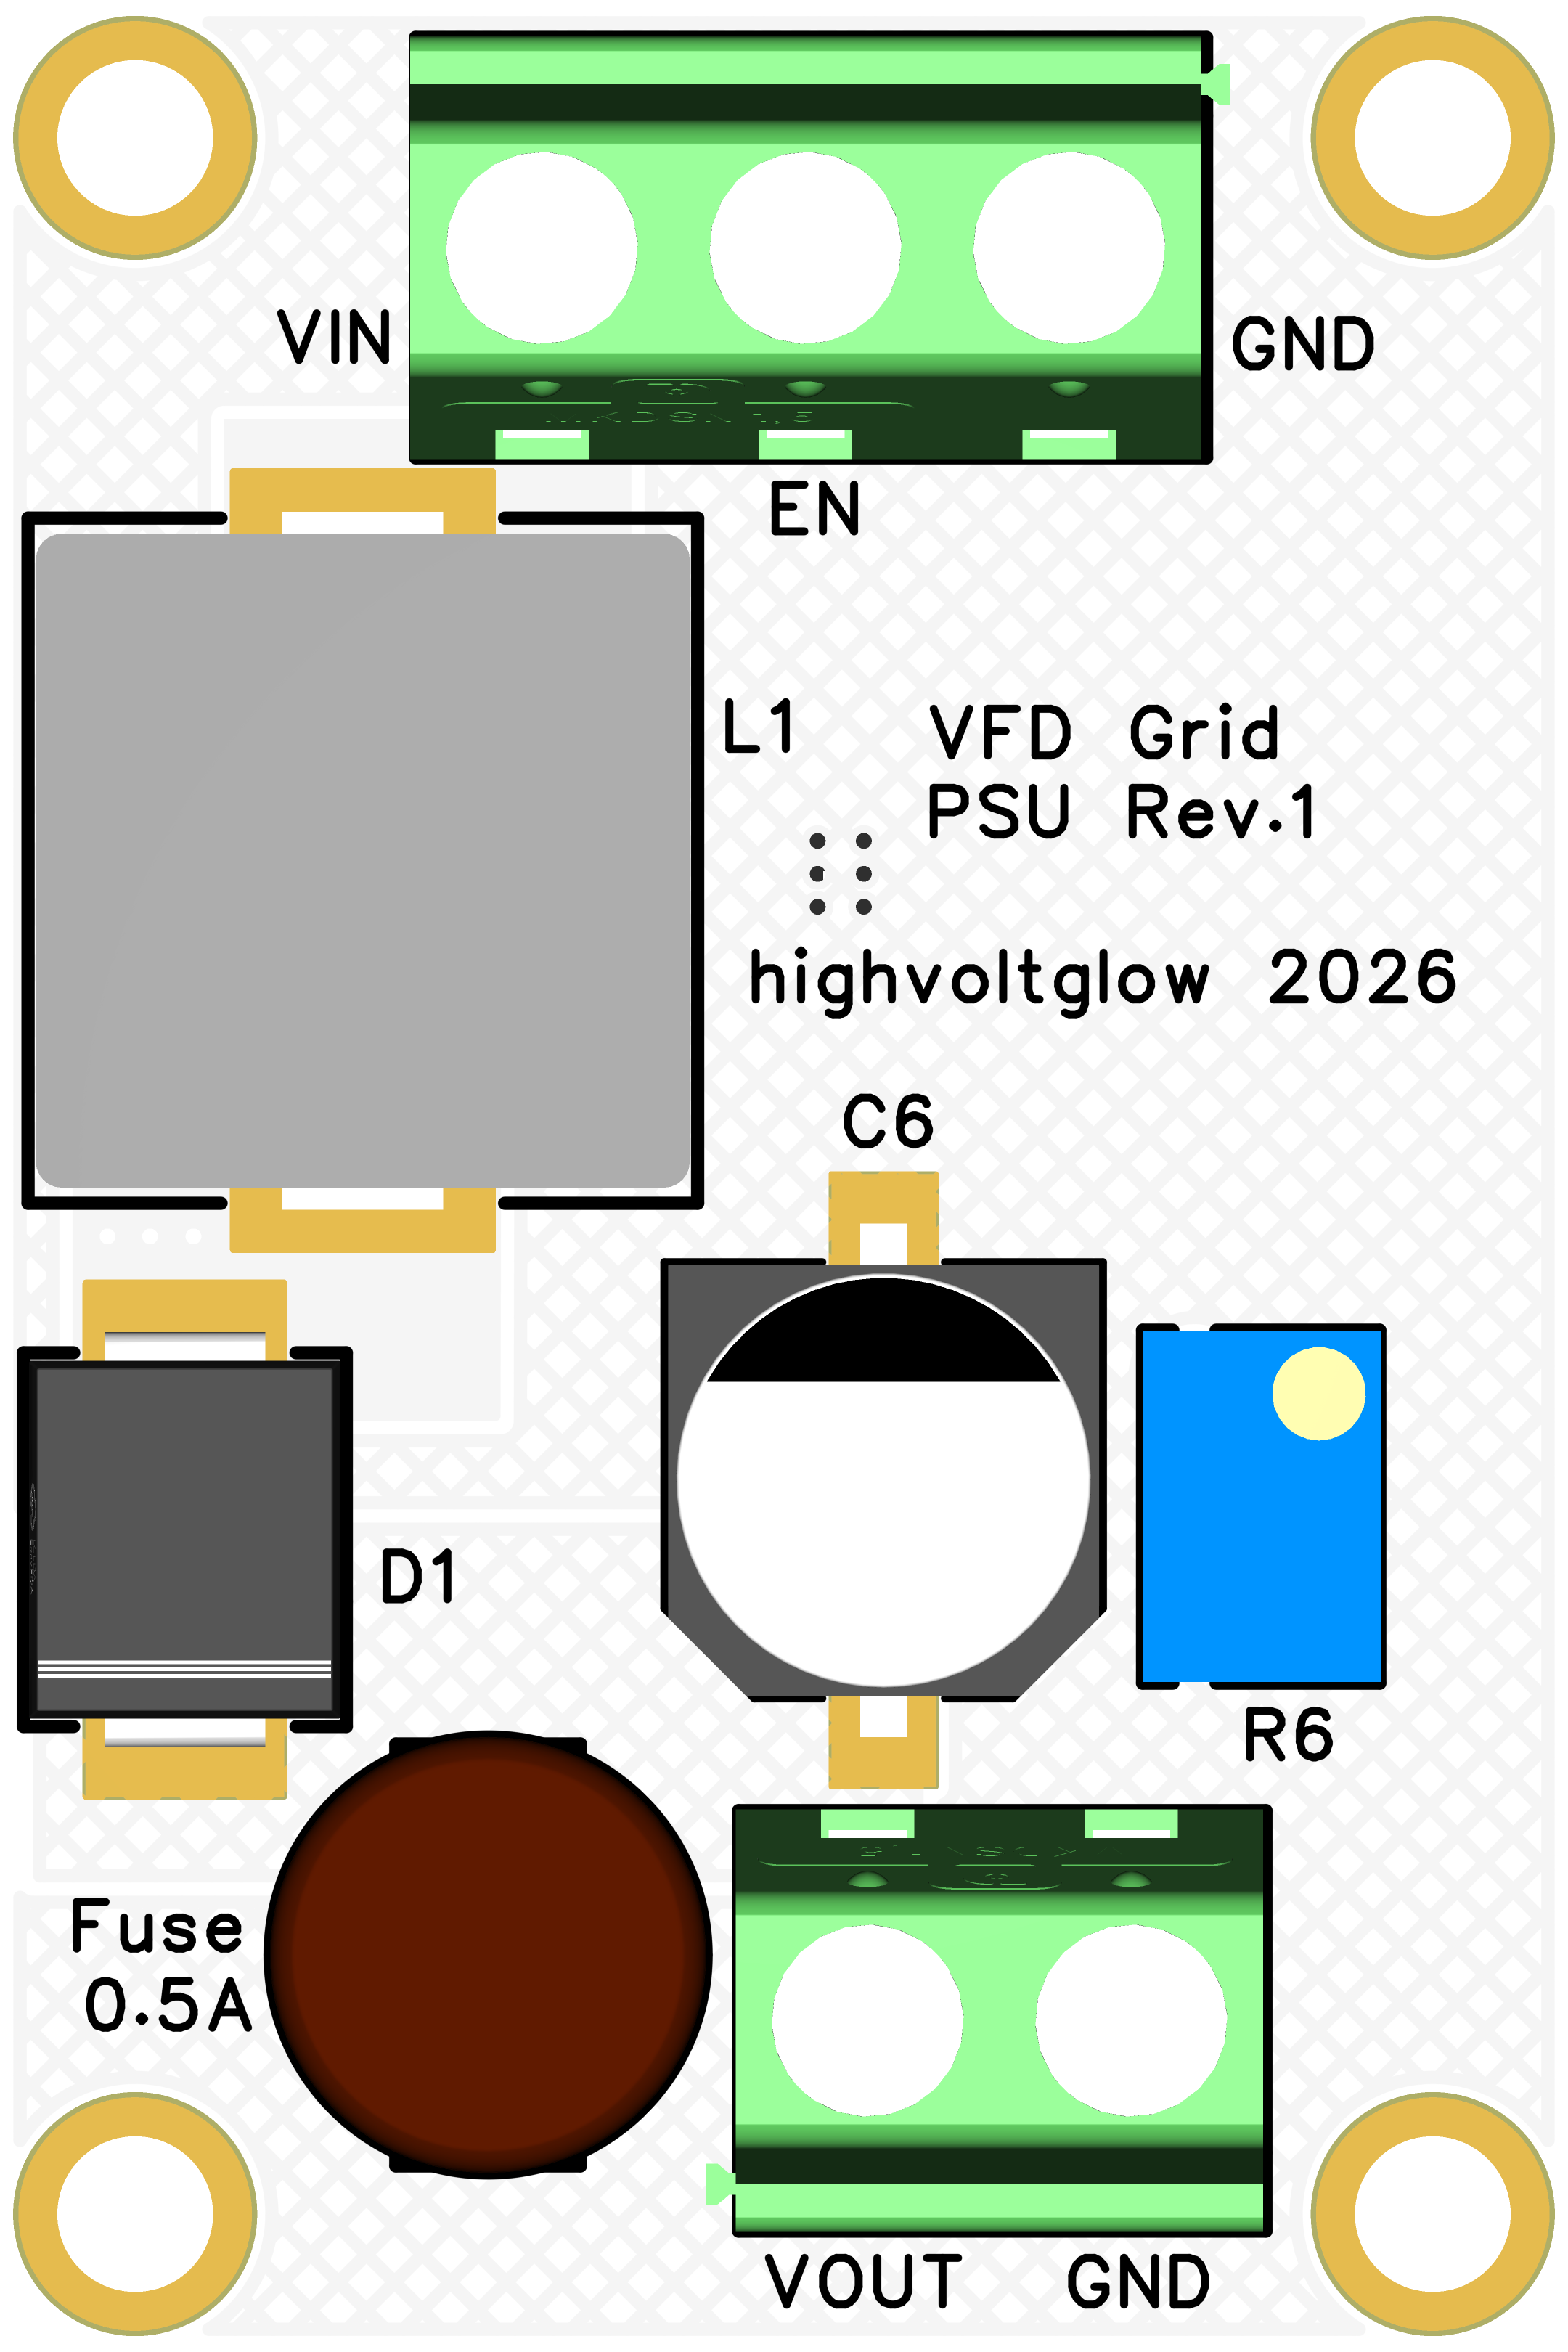 VIN
GND
EN
L1
VFD Grid
PSU Rev.1
highvoltglow 2026
C6
D1
R6
Fuse
0.5A
VOUT GND